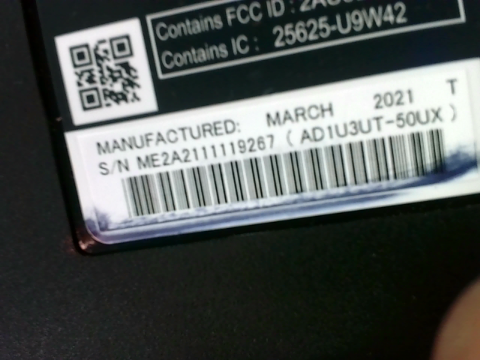 Contains FCC ID :
Contains IC : 25625-U9W42
MANUFACTURED: MARCH 2021 T
S/N ME2A2111119267 ( AD1U3UT-50UX )